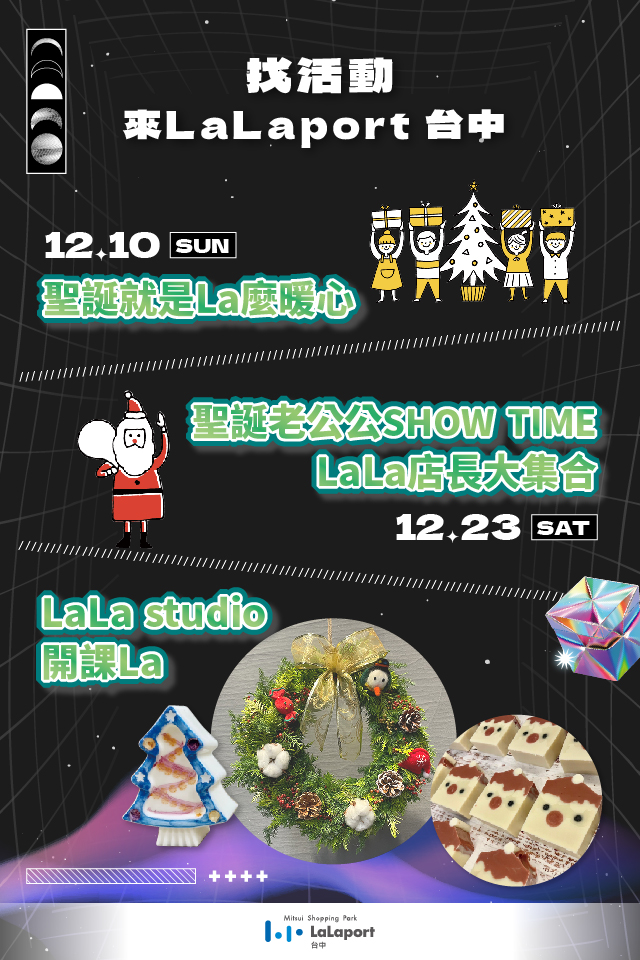 找活動
來LaLaport 台中
12.10 SUN
聖誕就是La麼暖心
聖誕老公公SHOW TIME
LaLa店長大集合
12.23 SAT
LaLa studio
開課La
Mitsui Shopping Park
LaLaport
台中